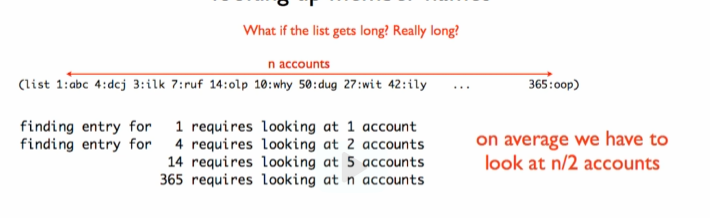 What if the list gets long? Really long?
n accounts
(list 1:abc 4:dcj 3:ilk 7:ruf 14:olp 10:why 50:dug 27:wit 42:ily ... 365:oop)
finding entry for 1 requires looking at 1 account
finding entry for 4 requires looking at 2 accounts
14 requires looking at 5 accounts
365 requires looking at n accounts
on average we have to
look at n/2 accounts